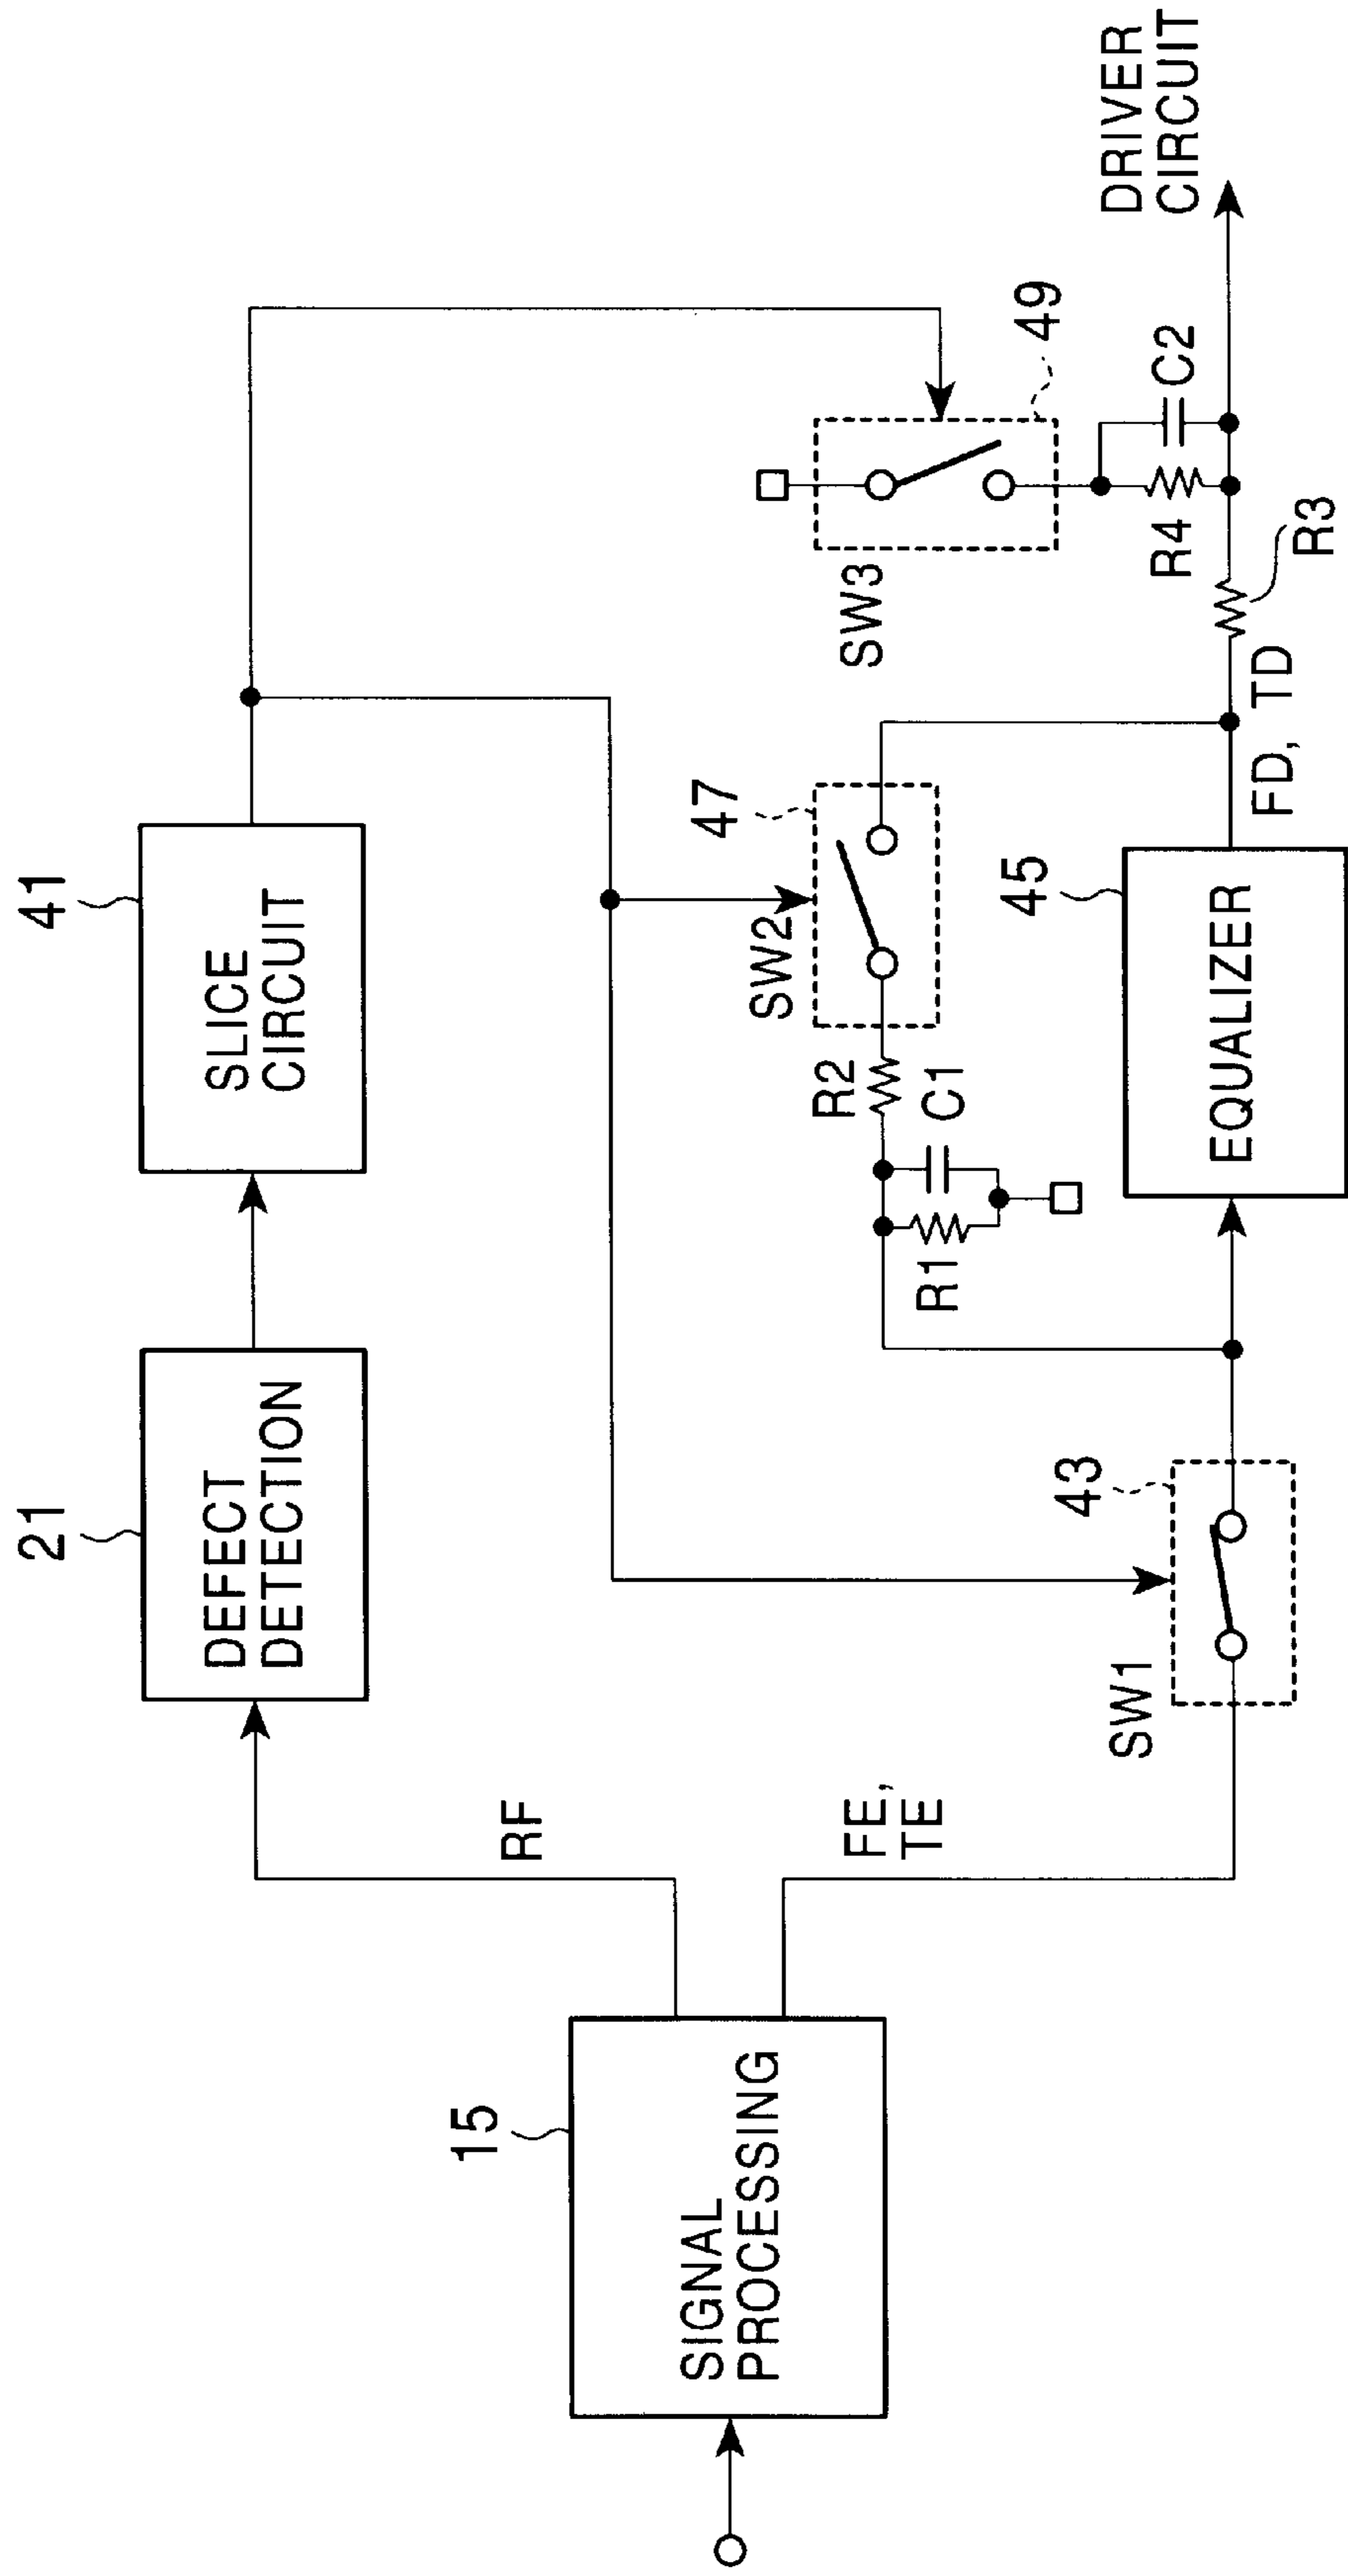 15
SIGNAL
PROCESSING
RF
FE,
TE
21
DEFECT
DETECTION
41
SLICE
CIRCUIT
SW1
43
R1
C1
R2
SW2
47
45
EQUALIZER
FD, TD
SW3
49
R4
C2
R3
DRIVER
CIRCUIT